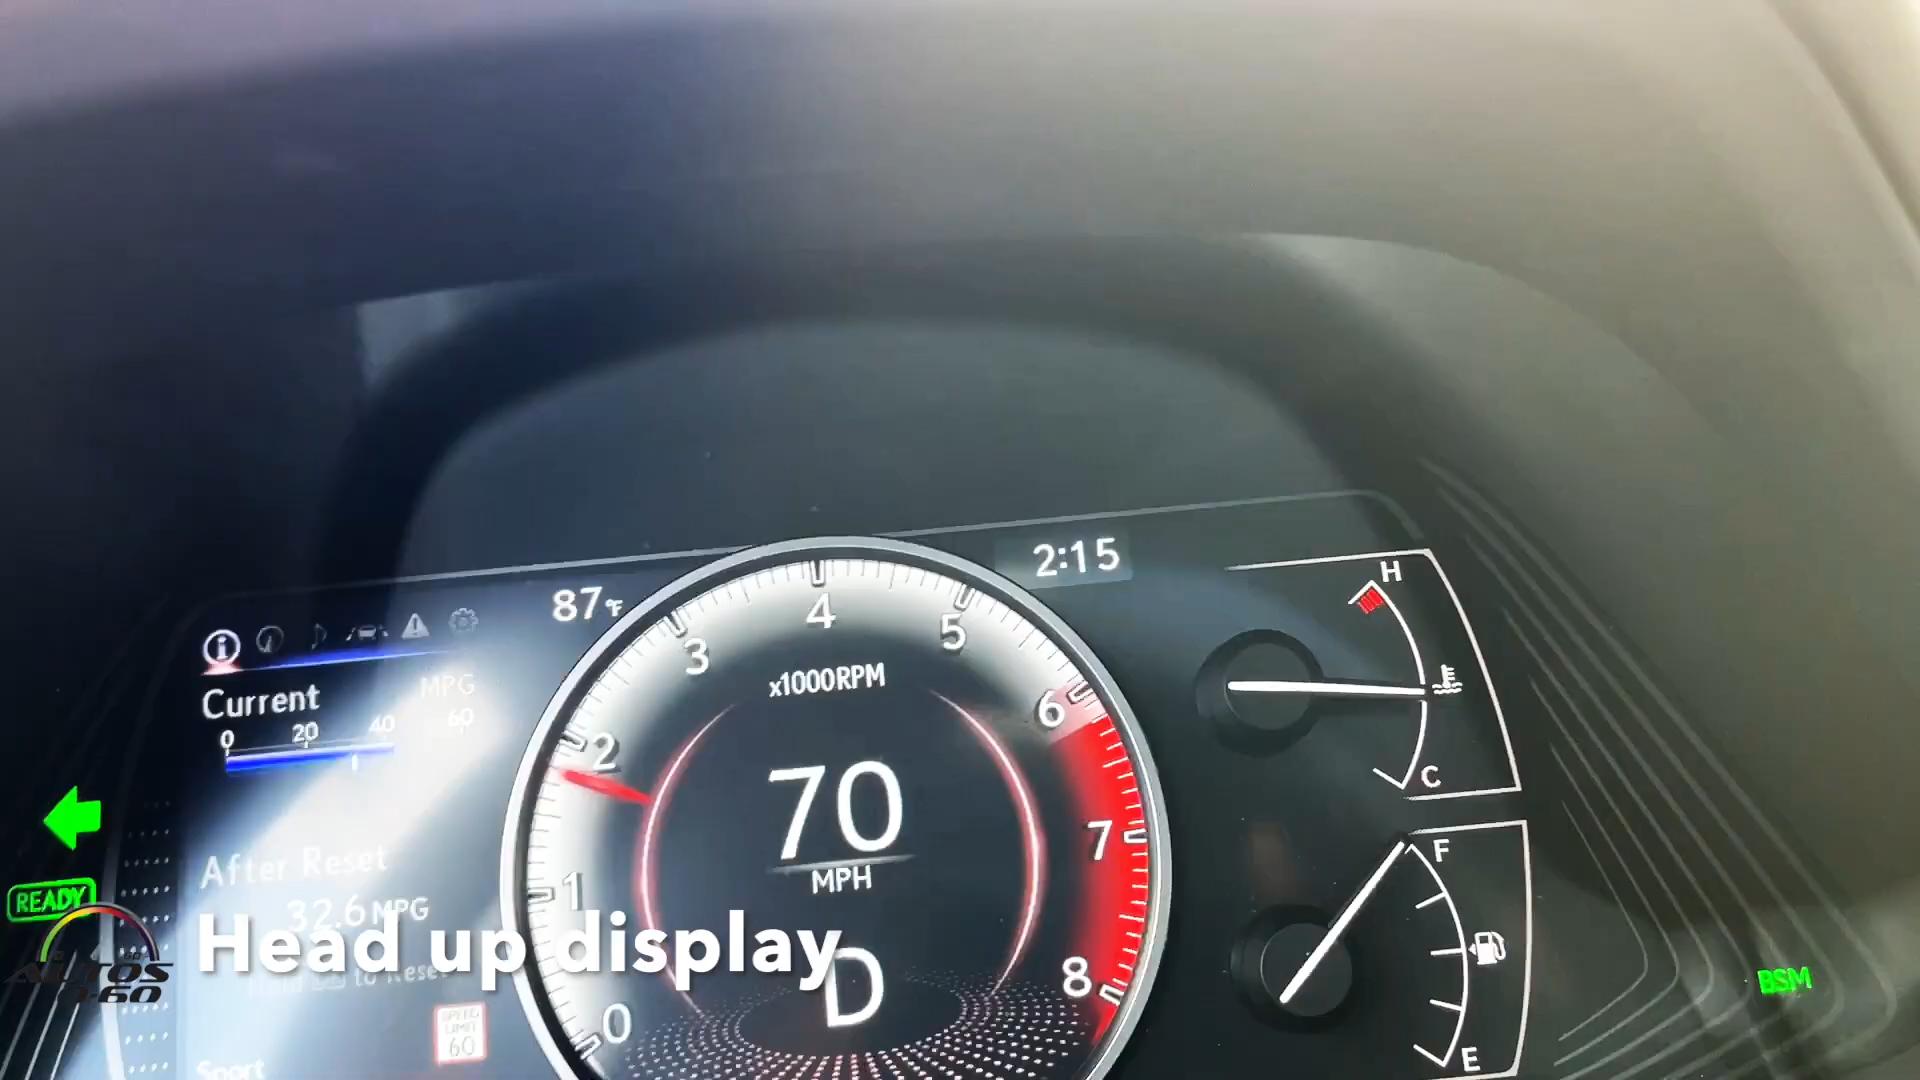 87°F
2:15
Current
MPG
0 20 40 60
After Reset
32.6 MPG
to Reset
Sport
SPEED
LIMIT
60
0
1
2
3
4
5
6
7
8
x1000RPM
70
MPH
D
H
C
F
E
READY
BSM
AUTOS
0-60
Head up display